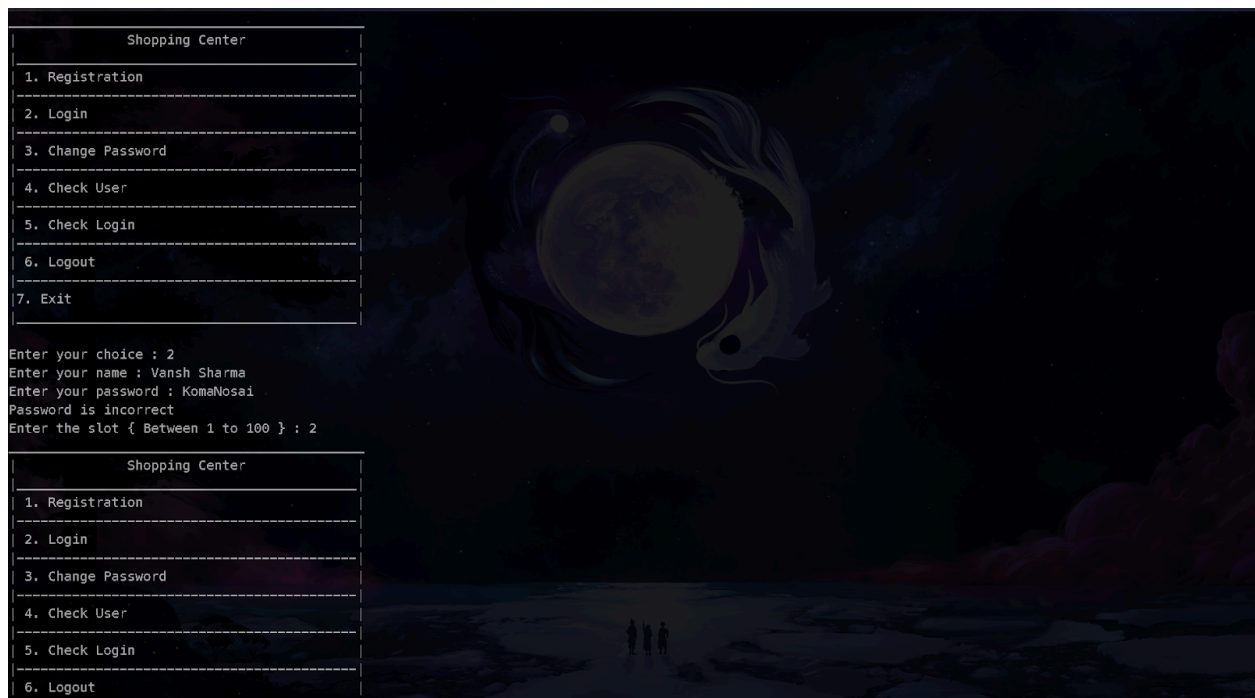 Shopping Center
1. Registration
2. Login
3. Change Password
4. Check User
5. Check Login
6. Logout
7. Exit
Enter your choice : 2
Enter your name : Vansh Sharma
Enter your password : KomaNosai
Password is incorrect
Enter the slot { Between 1 to 100 } : 2
Shopping Center
1. Registration
2. Login
3. Change Password
4. Check User
5. Check Login
6. Logout